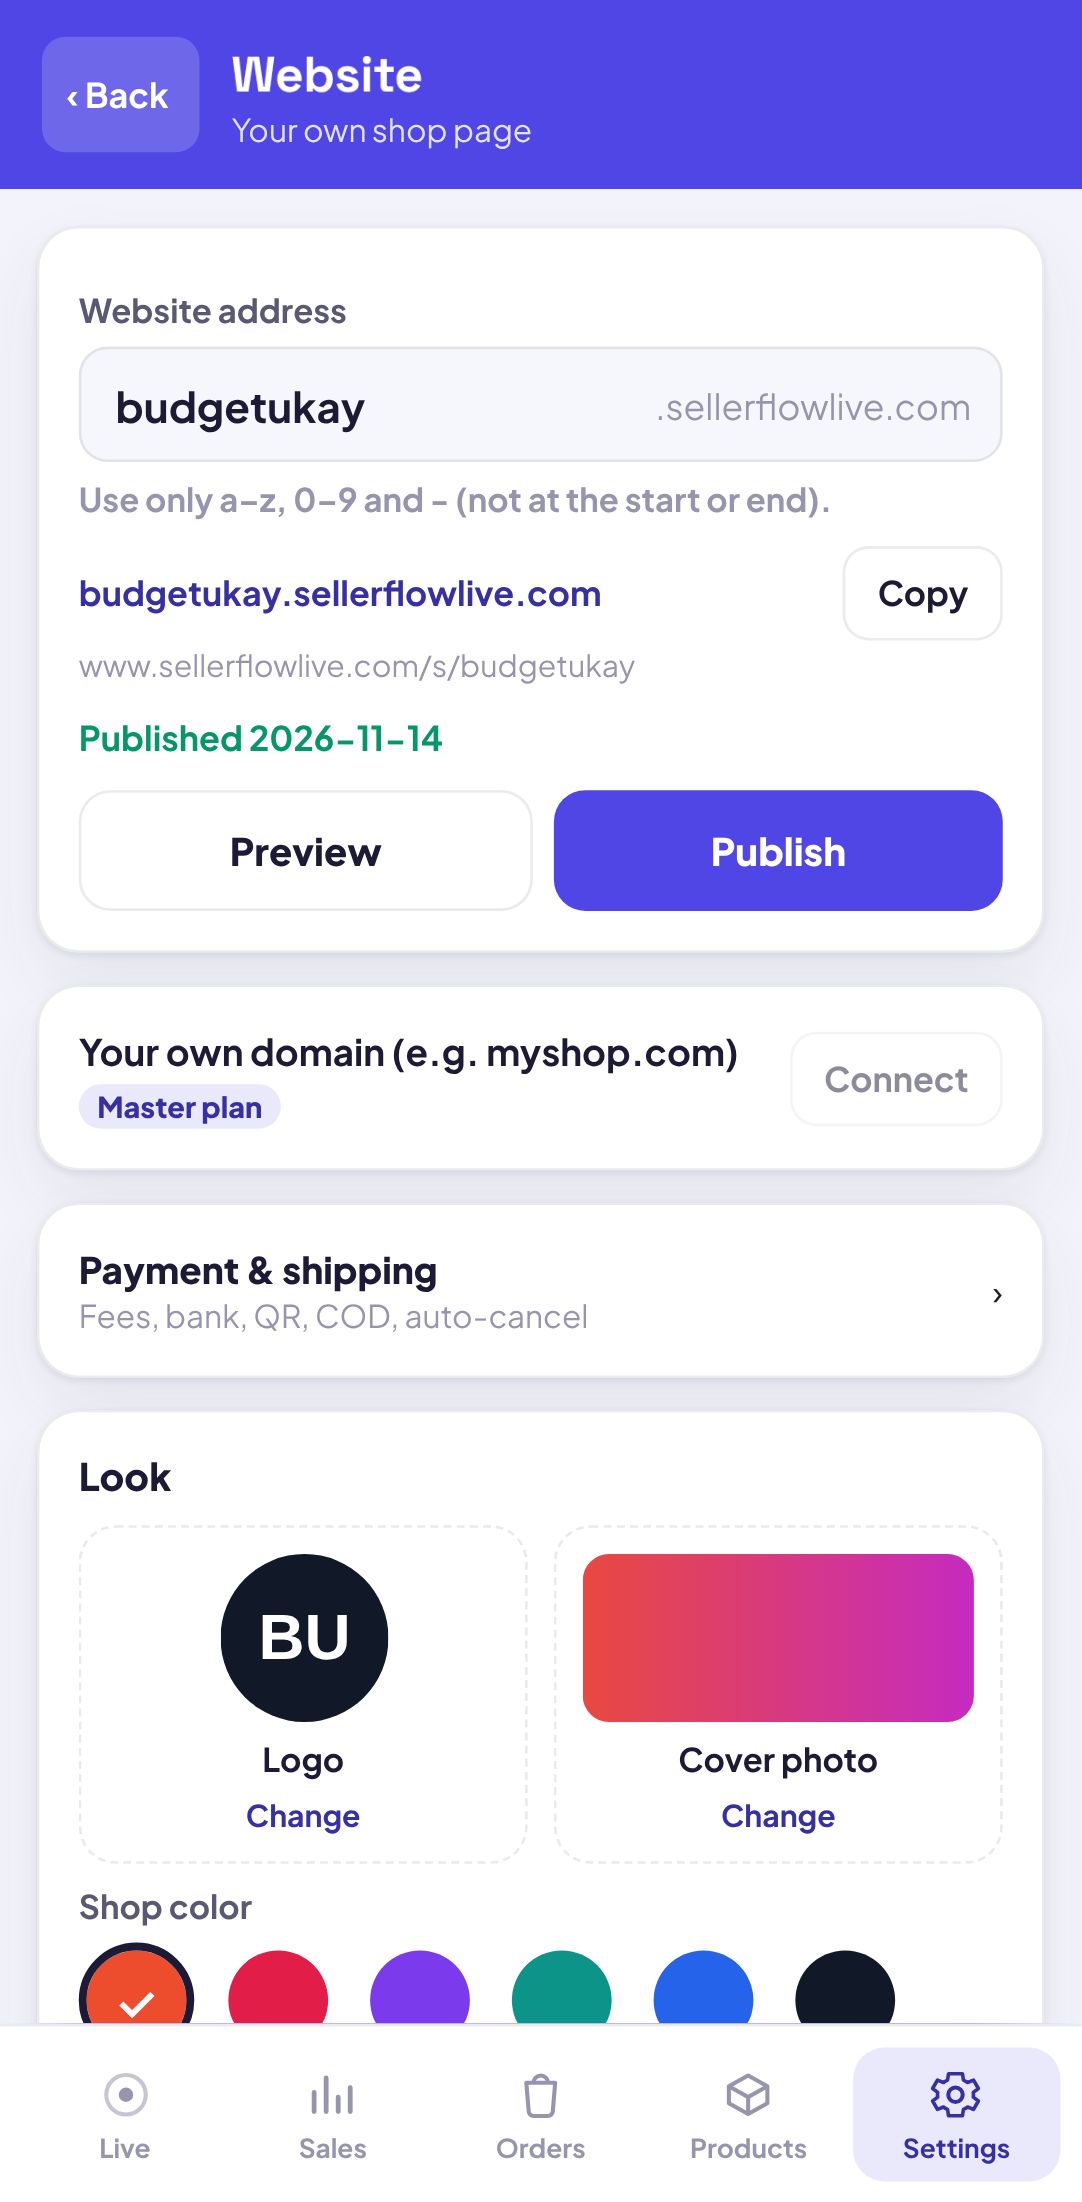 ‹ Back
Website
Your own shop page
Website address
budgetukay
.sellerflowlive.com
Use only a–z, 0–9 and - (not at the start or end).
budgetukay.sellerflowlive.com
Copy
www.sellerflowlive.com/s/budgetukay
Published 2026-11-14
Preview
Publish
Your own domain (e.g. myshop.com)
Master plan
Connect
Payment & shipping
Fees, bank, QR, COD, auto-cancel
›
Look
BU
Logo
Change
Cover photo
Change
Shop color
Live
Sales
Orders
Products
Settings